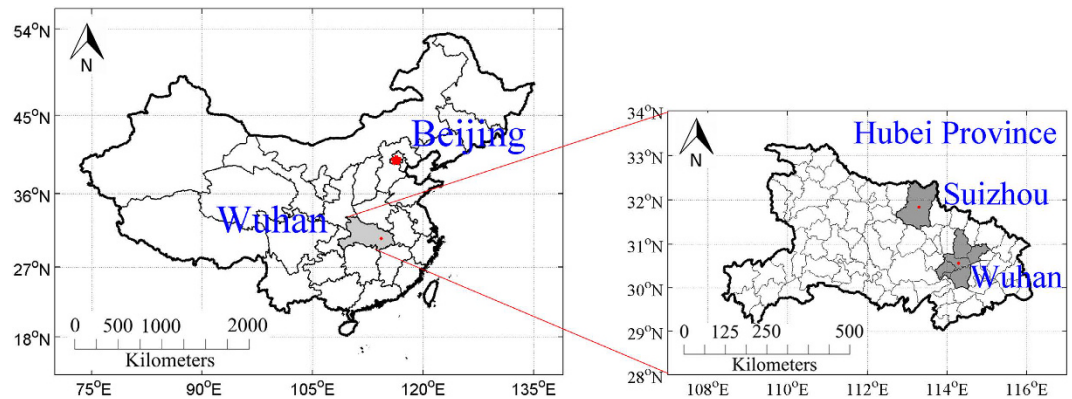 54°N
N
45°N
Beijing
36°N
Wuhan
27°N
0 500 1000 2000
Kilometers
18°N
75°E 90°E 105°E 120°E 135°E
34°N
Hubei Province
N
33°N
Suizhou
32°N
31°N
Wuhan
30°N
0 125 250 500
29°N
Kilometers
28°N
108°E 110°E 112°E 114°E 116°E